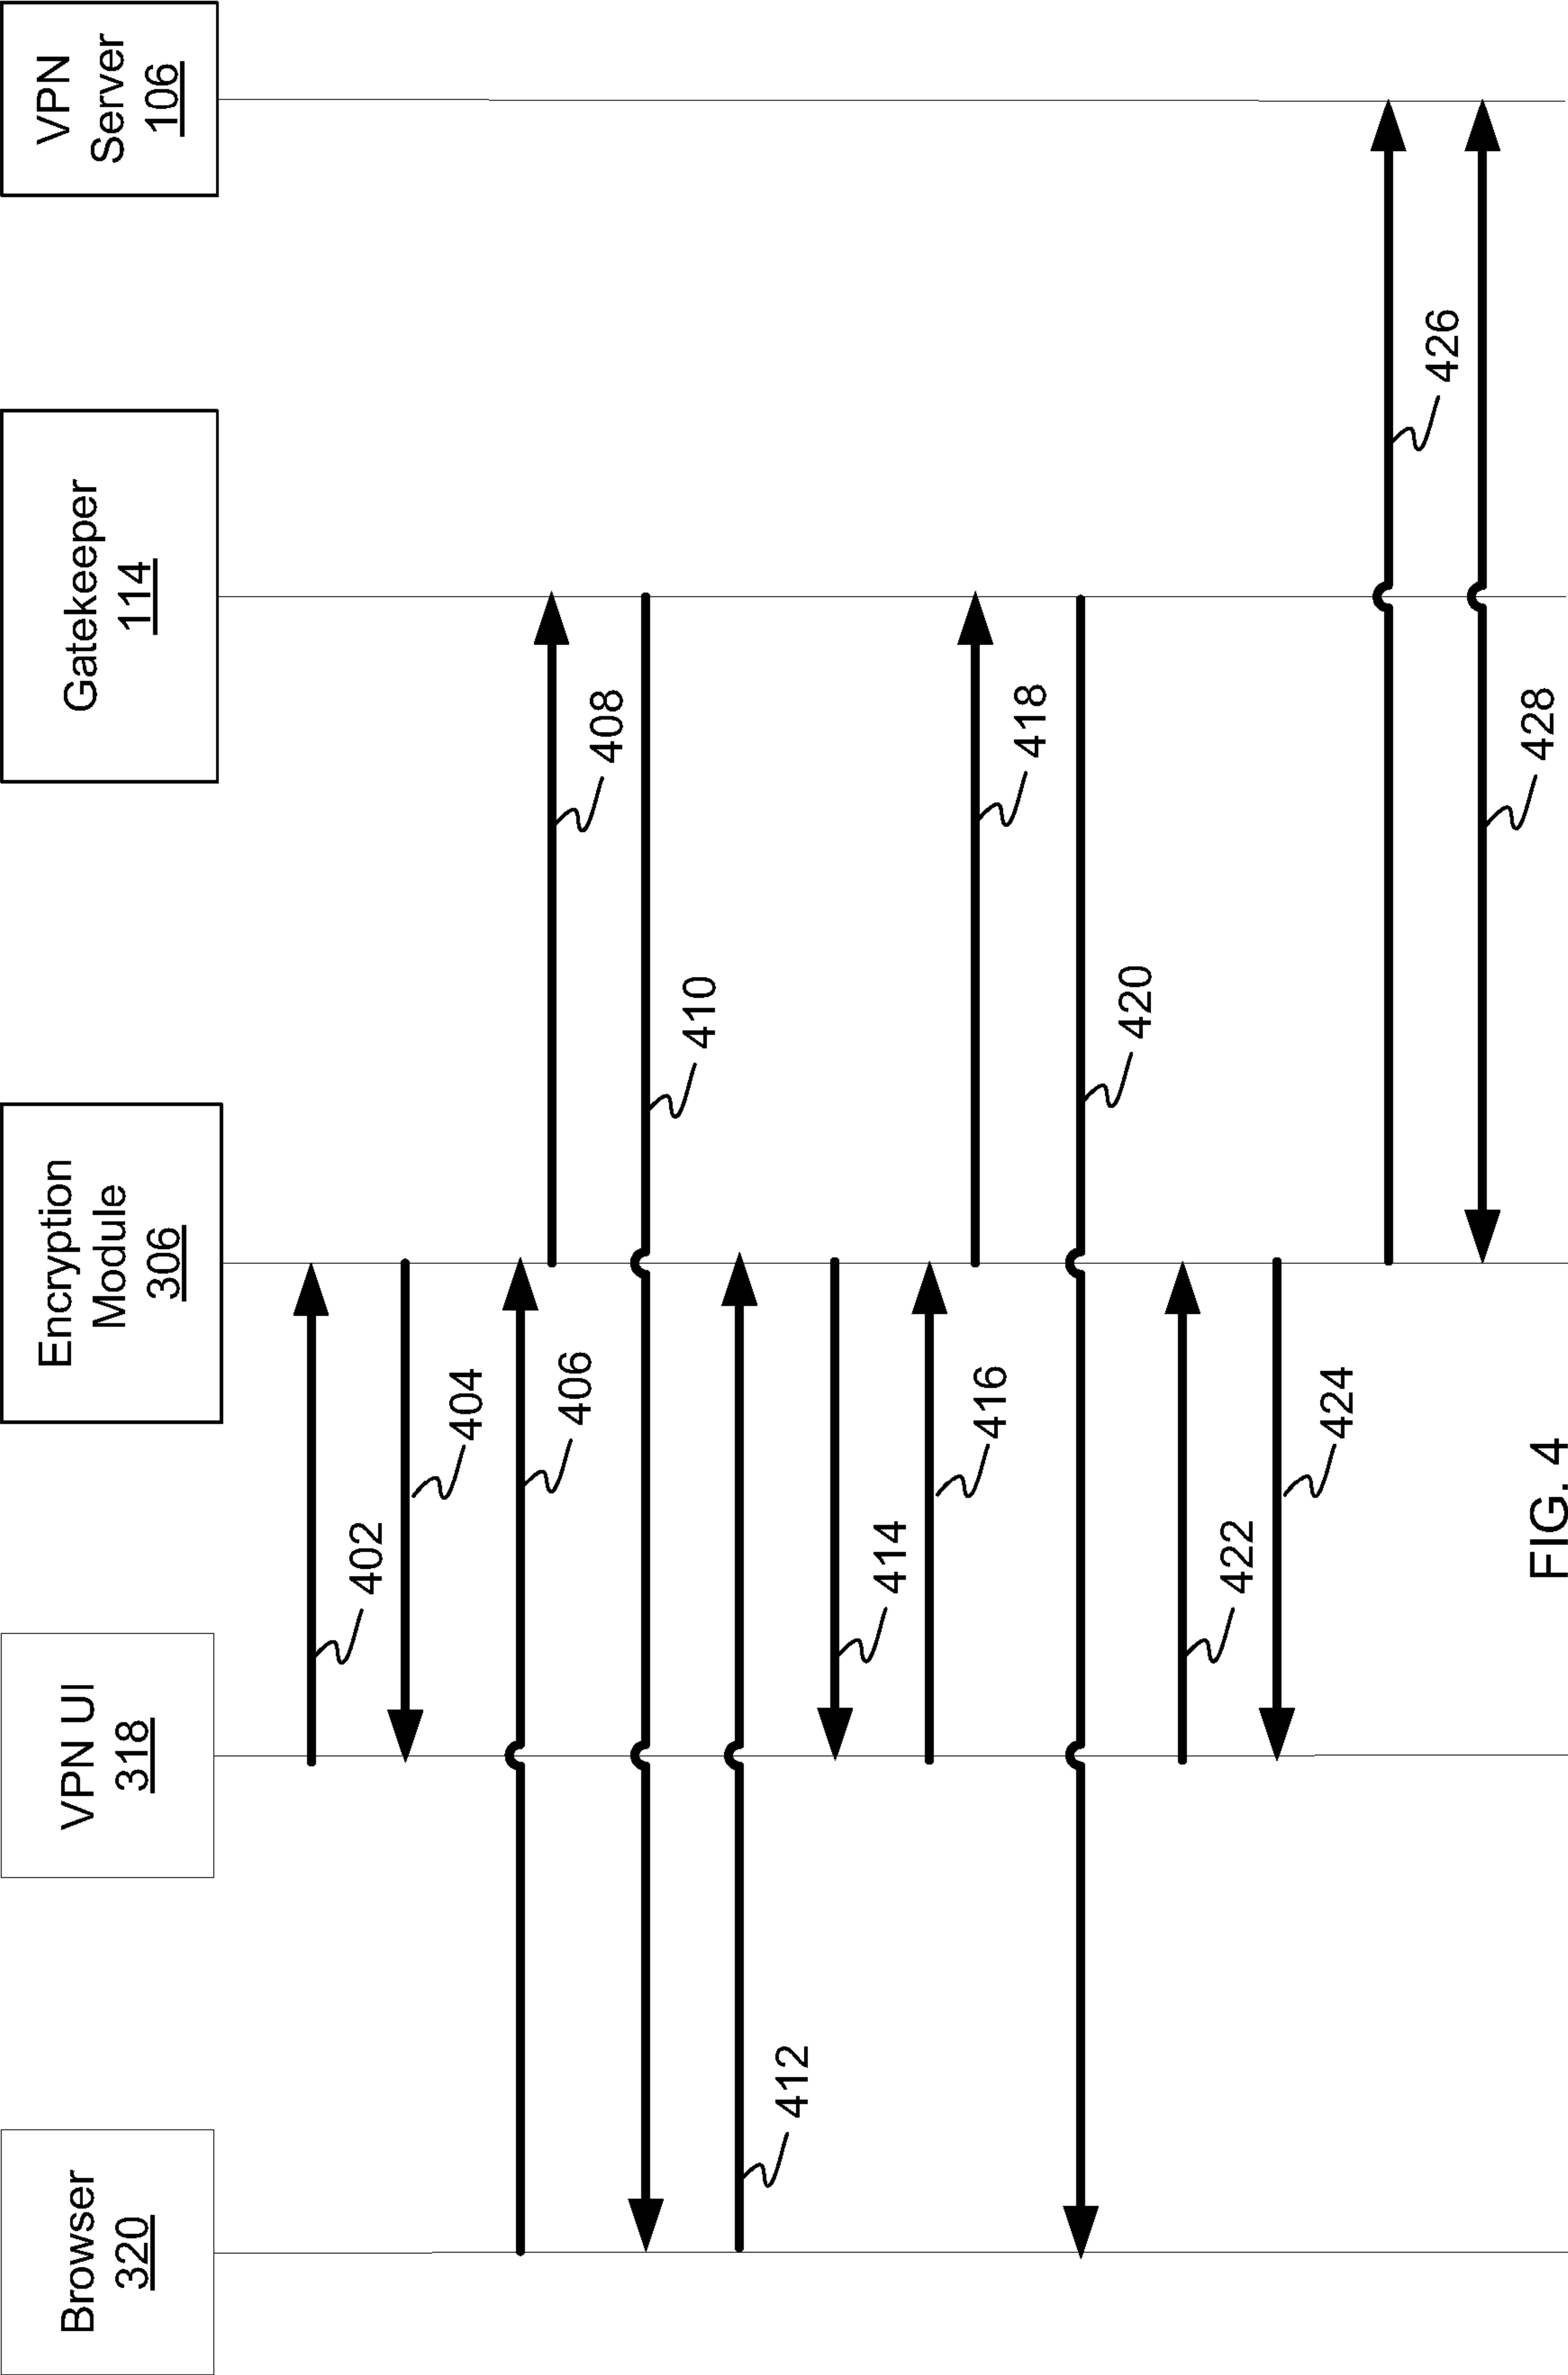 Browser
320
VPN UI
318
Encryption
Module
306
Gatekeeper
114
VPN
Server
106
402
404
406
408
410
412
414
416
418
420
422
424
426
428
FIG. 4